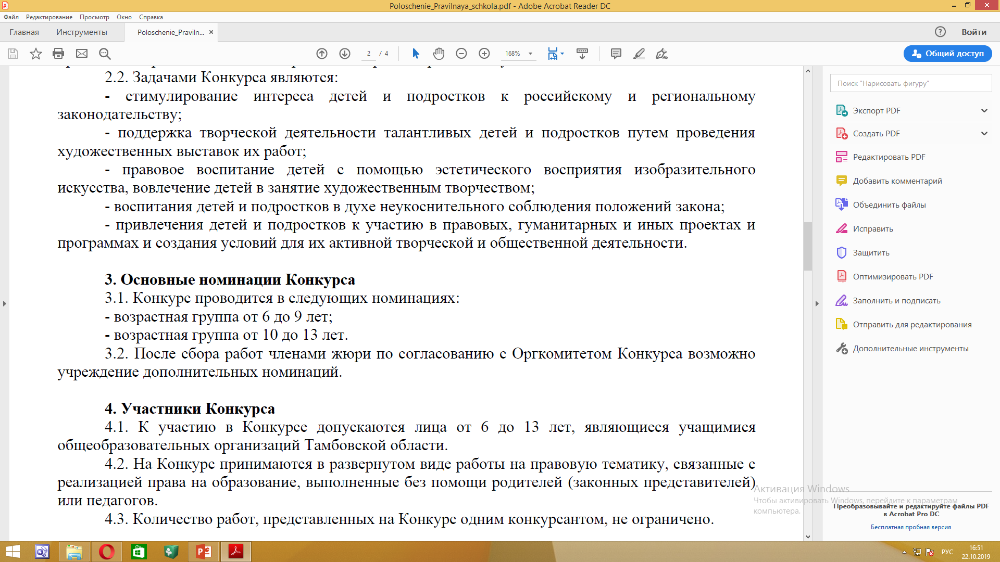 Poloschenie_Pravilnaya_schkola.pdf - Adobe Acrobat Reader DC
Файл Редактирование Просмотр Окно Справка
Главная Инструменты Poloschenie_Praviln... × ? Войти
2 / 4 168% Общий доступ
2.2. Задачами Конкурса являются:
- стимулирование интереса детей и подростков к российскому и региональному
законодательству;
- поддержка творческой деятельности талантливых детей и подростков путем проведения
художественных выставок их работ;
- правовое воспитание детей с помощью эстетического восприятия изобразительного
искусства, вовлечение детей в занятие художественным творчеством;
- воспитания детей и подростков в духе неукоснительного соблюдения положений закона;
- привлечения детей и подростков к участию в правовых, гуманитарных и иных проектах и
программах и создания условий для их активной творческой и общественной деятельности.
3. Основные номинации Конкурса
3.1. Конкурс проводится в следующих номинациях:
- возрастная группа от 6 до 9 лет;
- возрастная группа от 10 до 13 лет.
3.2. После сбора работ членами жюри по согласованию с Оргкомитетом Конкурса возможно
учреждение дополнительных номинаций.
4. Участники Конкурса
4.1. К участию в Конкурсе допускаются лица от 6 до 13 лет, являющиеся учащимися
общеобразовательных организаций Тамбовской области.
4.2. На Конкурс принимаются в развернутом виде работы на правовую тематику, связанные с
реализацией права на образование, выполненные без помощи родителей (законных представителей)
или педагогов.
4.3. Количество работ, представленных на Конкурс одним конкурсантом, не ограничено.
Поиск "Нарисовать фигуру"
Экспорт PDF
Создать PDF
Редактировать PDF
Добавить комментарий
Объединить файлы
Исправить
Защитить
Оптимизировать PDF
Заполнить и подписать
Отправить для редактирования
Дополнительные инструменты
Активация Windows
Чтобы активировать Windows, перейдите к параметрам
компьютера.
Преобразовывайте и редактируйте файлы PDF
в Acrobat Pro DC
Бесплатная пробная версия
РУС
16:51
22.10.2019